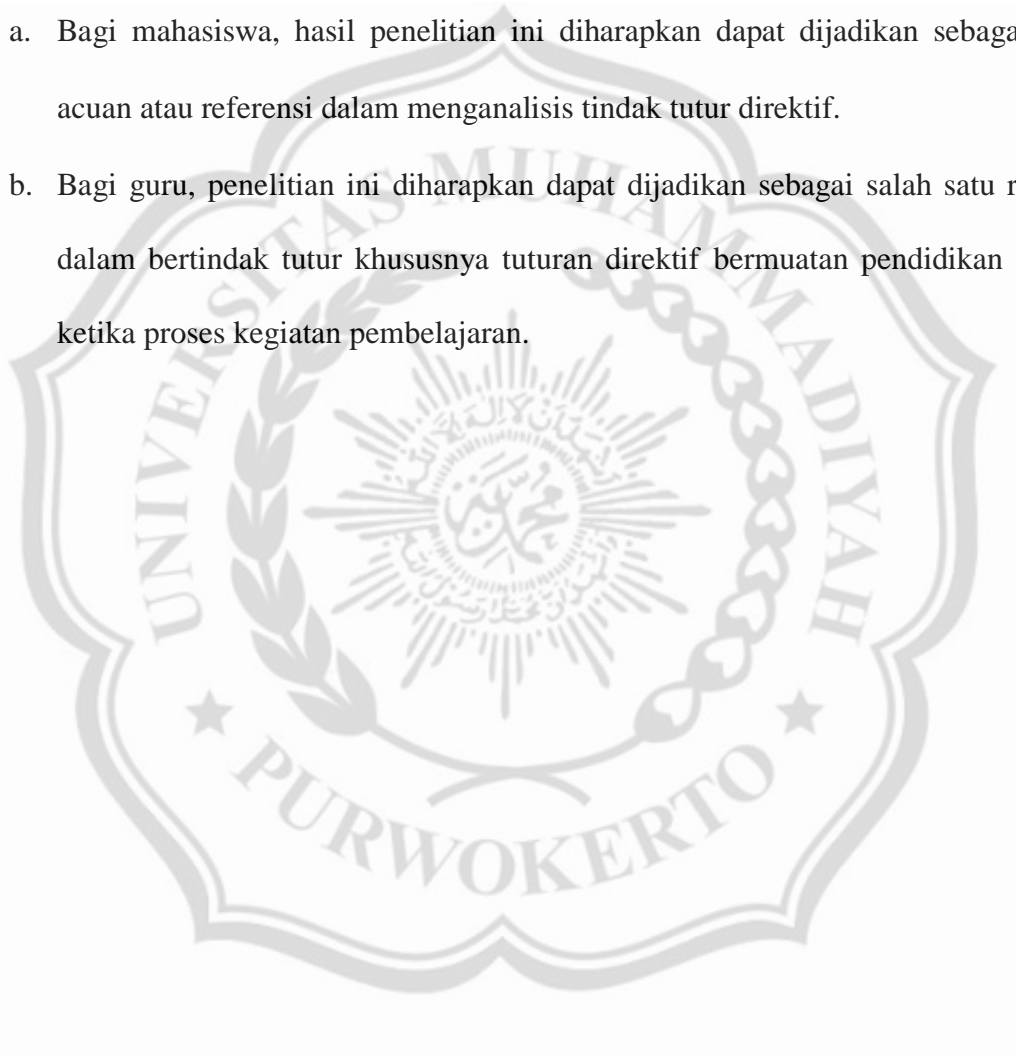 a. Bagi mahasiswa, hasil penelitian ini diharapkan dapat dijadikan sebaga
acuan atau referensi dalam menganalisis tindak tutur direktif.
b. Bagi guru, penelitian ini diharapkan dapat dijadikan sebagai salah satu r
dalam bertindak tutur khususnya tuturan direktif bermuatan pendidikan
ketika proses kegiatan pembelajaran.
UNIVERSITAS MUHAMMADIYAH
PURWOKERTO